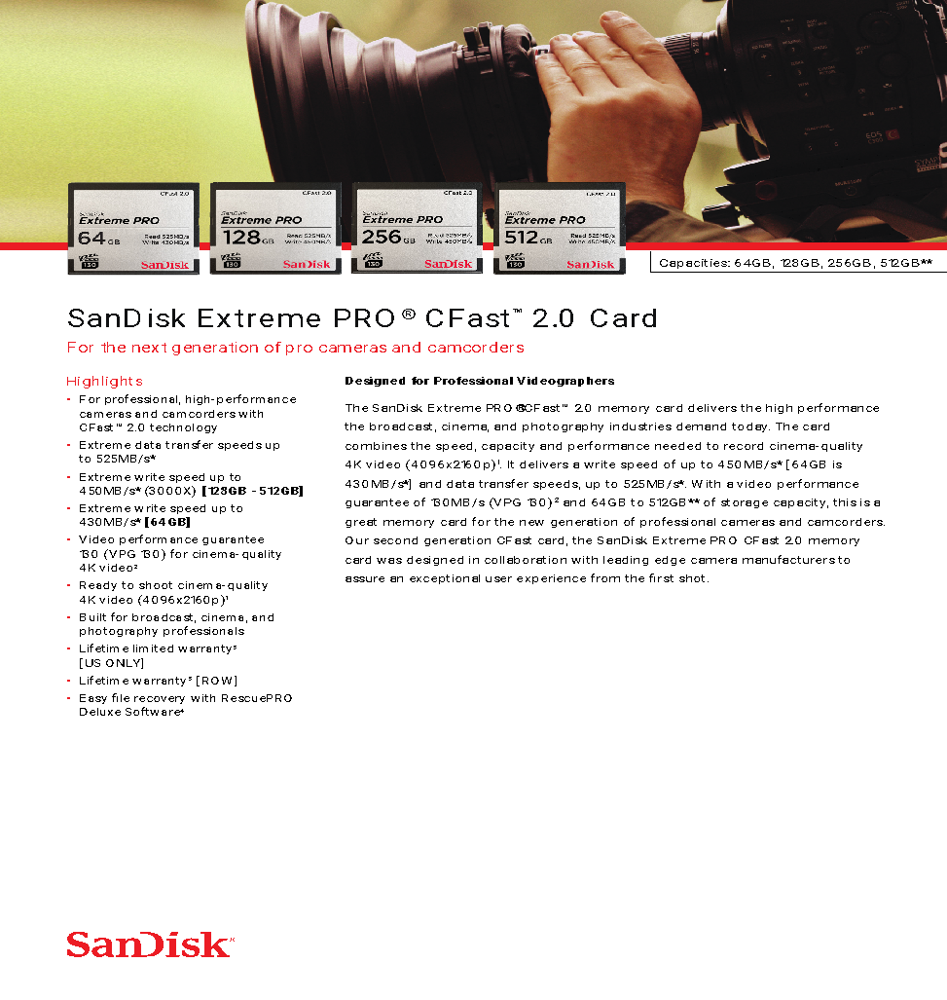 EOS
C
CFast 2.0
SanDisk
Extreme PRO
64 GB
Read 525MB/s
Write 430MB/s
130
SanDisk
CFast 2.0
SanDisk
Extreme PRO
128 GB
Read 525MB/s
Write 450MB/s
130
SanDisk
CFast 2.0
SanDisk
Extreme PRO
256 GB
Read 525MB/s
Write 450MB/s
130
SanDisk
CFast 2.0
SanDisk
Extreme PRO
512 GB
Read 525MB/s
Write 450MB/s
130
SanDisk
Capacities: 64GB, 128GB, 256GB, 512GB**
SanDisk Extreme PRO® CFast™ 2.0 Card
For the next generation of pro cameras and camcorders
Highlights
• For professional, high-performance
cameras and camcorders with
CFast™ 2.0 technology
• Extreme data transfer speeds up
to 525MB/s*
• Extreme write speed up to
450MB/s* (3000X) [128GB - 512GB]
• Extreme write speed up to
430MB/s* [64GB]
• Video performance guarantee
130 (VPG 130) for cinema-quality
4K video²
• Ready to shoot cinema-quality
4K video (4096x2160p)¹
• Built for broadcast, cinema, and
photography professionals
• Lifetime limited warranty³
[US ONLY]
• Lifetime warranty³ [ROW]
• Easy file recovery with RescuePRO
Deluxe Software⁴
Designed for Professional Videographers
The SanDisk Extreme PRO®CFast™ 2.0 memory card delivers the high performance
the broadcast, cinema, and photography industries demand today. The card
combines the speed, capacity and performance needed to record cinema-quality
4K video (4096x2160p)¹. It delivers a write speed of up to 450MB/s* [64GB is
430MB/s*] and data transfer speeds, up to 525MB/s*. With a video performance
guarantee of 130MB/s (VPG 130)² and 64GB to 512GB** of storage capacity, this is a
great memory card for the new generation of professional cameras and camcorders.
Our second generation CFast card, the SanDisk Extreme PRO CFast 2.0 memory
card was designed in collaboration with leading edge camera manufacturers to
assure an exceptional user experience from the first shot.
SanDisk®